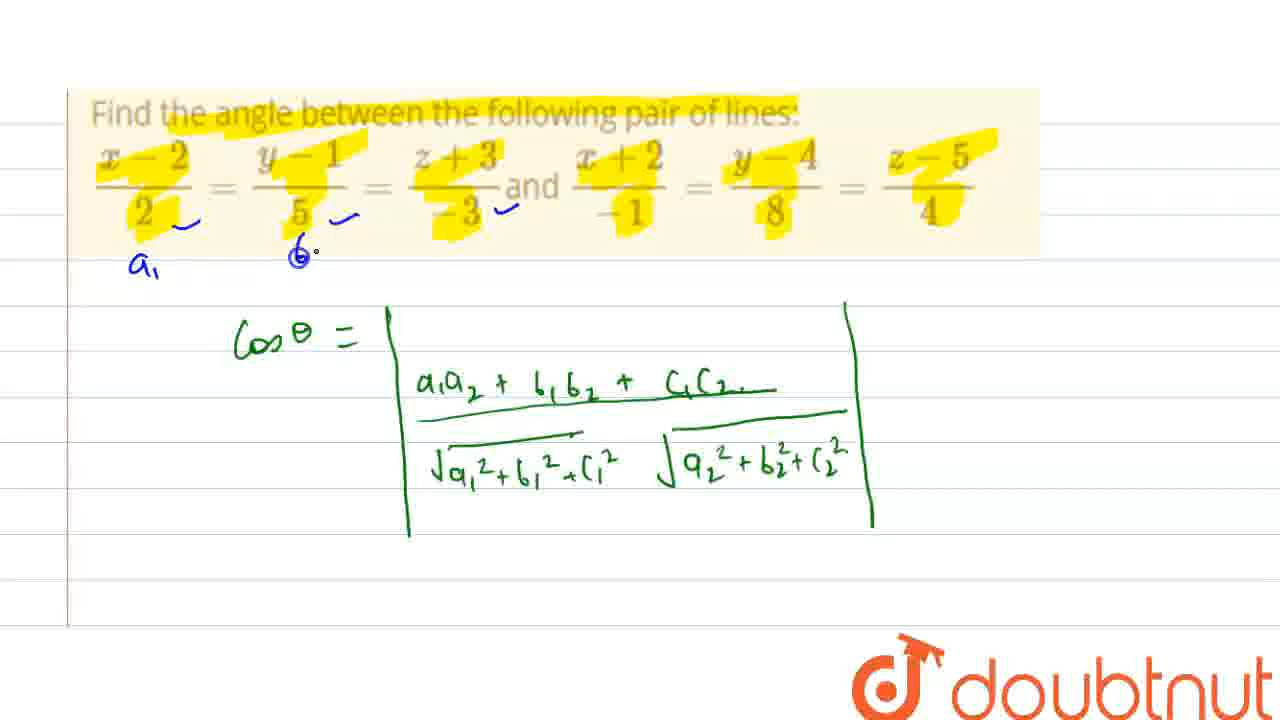 Find the angle between the following pair of lines:
x − 2 / 2 = y − 1 / 5 = z + 3 / −3 and x + 2 / −1 = y − 4 / 8 = z − 5 / 4
a₁ b
Cos θ = | a₁a₂ + b₁b₂ + c₁c₂ / √a₁² + b₁² + c₁² √a₂² + b₂² + c₂² |
doubtnut